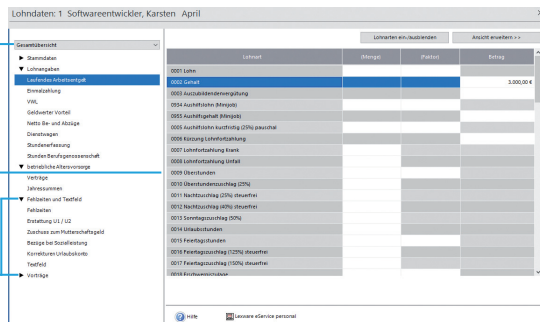 Lohndaten: 1 Softwareentwickler, Karsten April
Lohnarten ein-/ausblenden
Ansicht erweitern >>
Gesamtübersicht
Stammdaten
Lohnangaben
Laufendes Arbeitsentgelt
Einmalzahlung
VWL
Geldwerter Vorteil
Netto Be- und Abzüge
Dienstwagen
Stundenerfassung
Stunden Berufsgenossenschaft
betriebliche Altersvorsorge
Verträge
Jahressummen
Fehlzeiten und Textfeld
Fehlzeiten
Erstattung U1 / U2
Zuschuss zum Mutterschaftsgeld
Bezüge bei Sozialleistung
Korrekturen Urlaubskonto
Textfeld
Vorträge
Lohnart (Menge) (Faktor) Betrag
0001 Lohn
0002 Gehalt 3.000,00 €
0003 Auszubildendenvergütung
0934 Aushilfslohn (Minijob)
0955 Aushilfsgehalt (Minijob)
0005 Aushilfslohn kurzfristig (25%) pauschal
0006 Kürzung Lohnfortzahlung
0007 Lohnfortzahlung Krank
0008 Lohnfortzahlung Unfall
0009 Überstunden
0010 Überstundenzuschlag (25%)
0011 Nachtzuschlag (25%) steuerfrei
0012 Nachtzuschlag (40%) steuerfrei
0013 Sonntagszuschlag (50%)
0014 Urlaubsstunden
0015 Feiertagsstunden
0016 Feiertagszuschlag (125%) steuerfrei
0017 Feiertagszuschlag (150%) steuerfrei
0018 Erschwerniszulage
Hilfe
Lexware eService personal